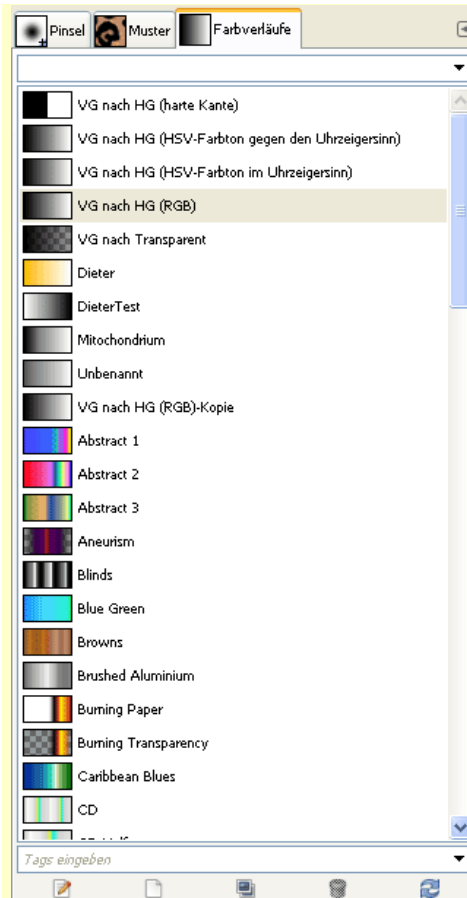 Pinsel Muster Farbverläufe
VG nach HG (harte Kante)
VG nach HG (HSV-Farbton gegen den Uhrzeigersinn)
VG nach HG (HSV-Farbton im Uhrzeigersinn)
VG nach HG (RGB)
VG nach Transparent
Dieter
DieterTest
Mitochondrium
Unbenannt
VG nach HG (RGB)-Kopie
Abstract 1
Abstract 2
Abstract 3
Aneurism
Blinds
Blue Green
Browns
Brushed Aluminium
Burning Paper
Burning Transparency
Caribbean Blues
CD
Tags eingeben